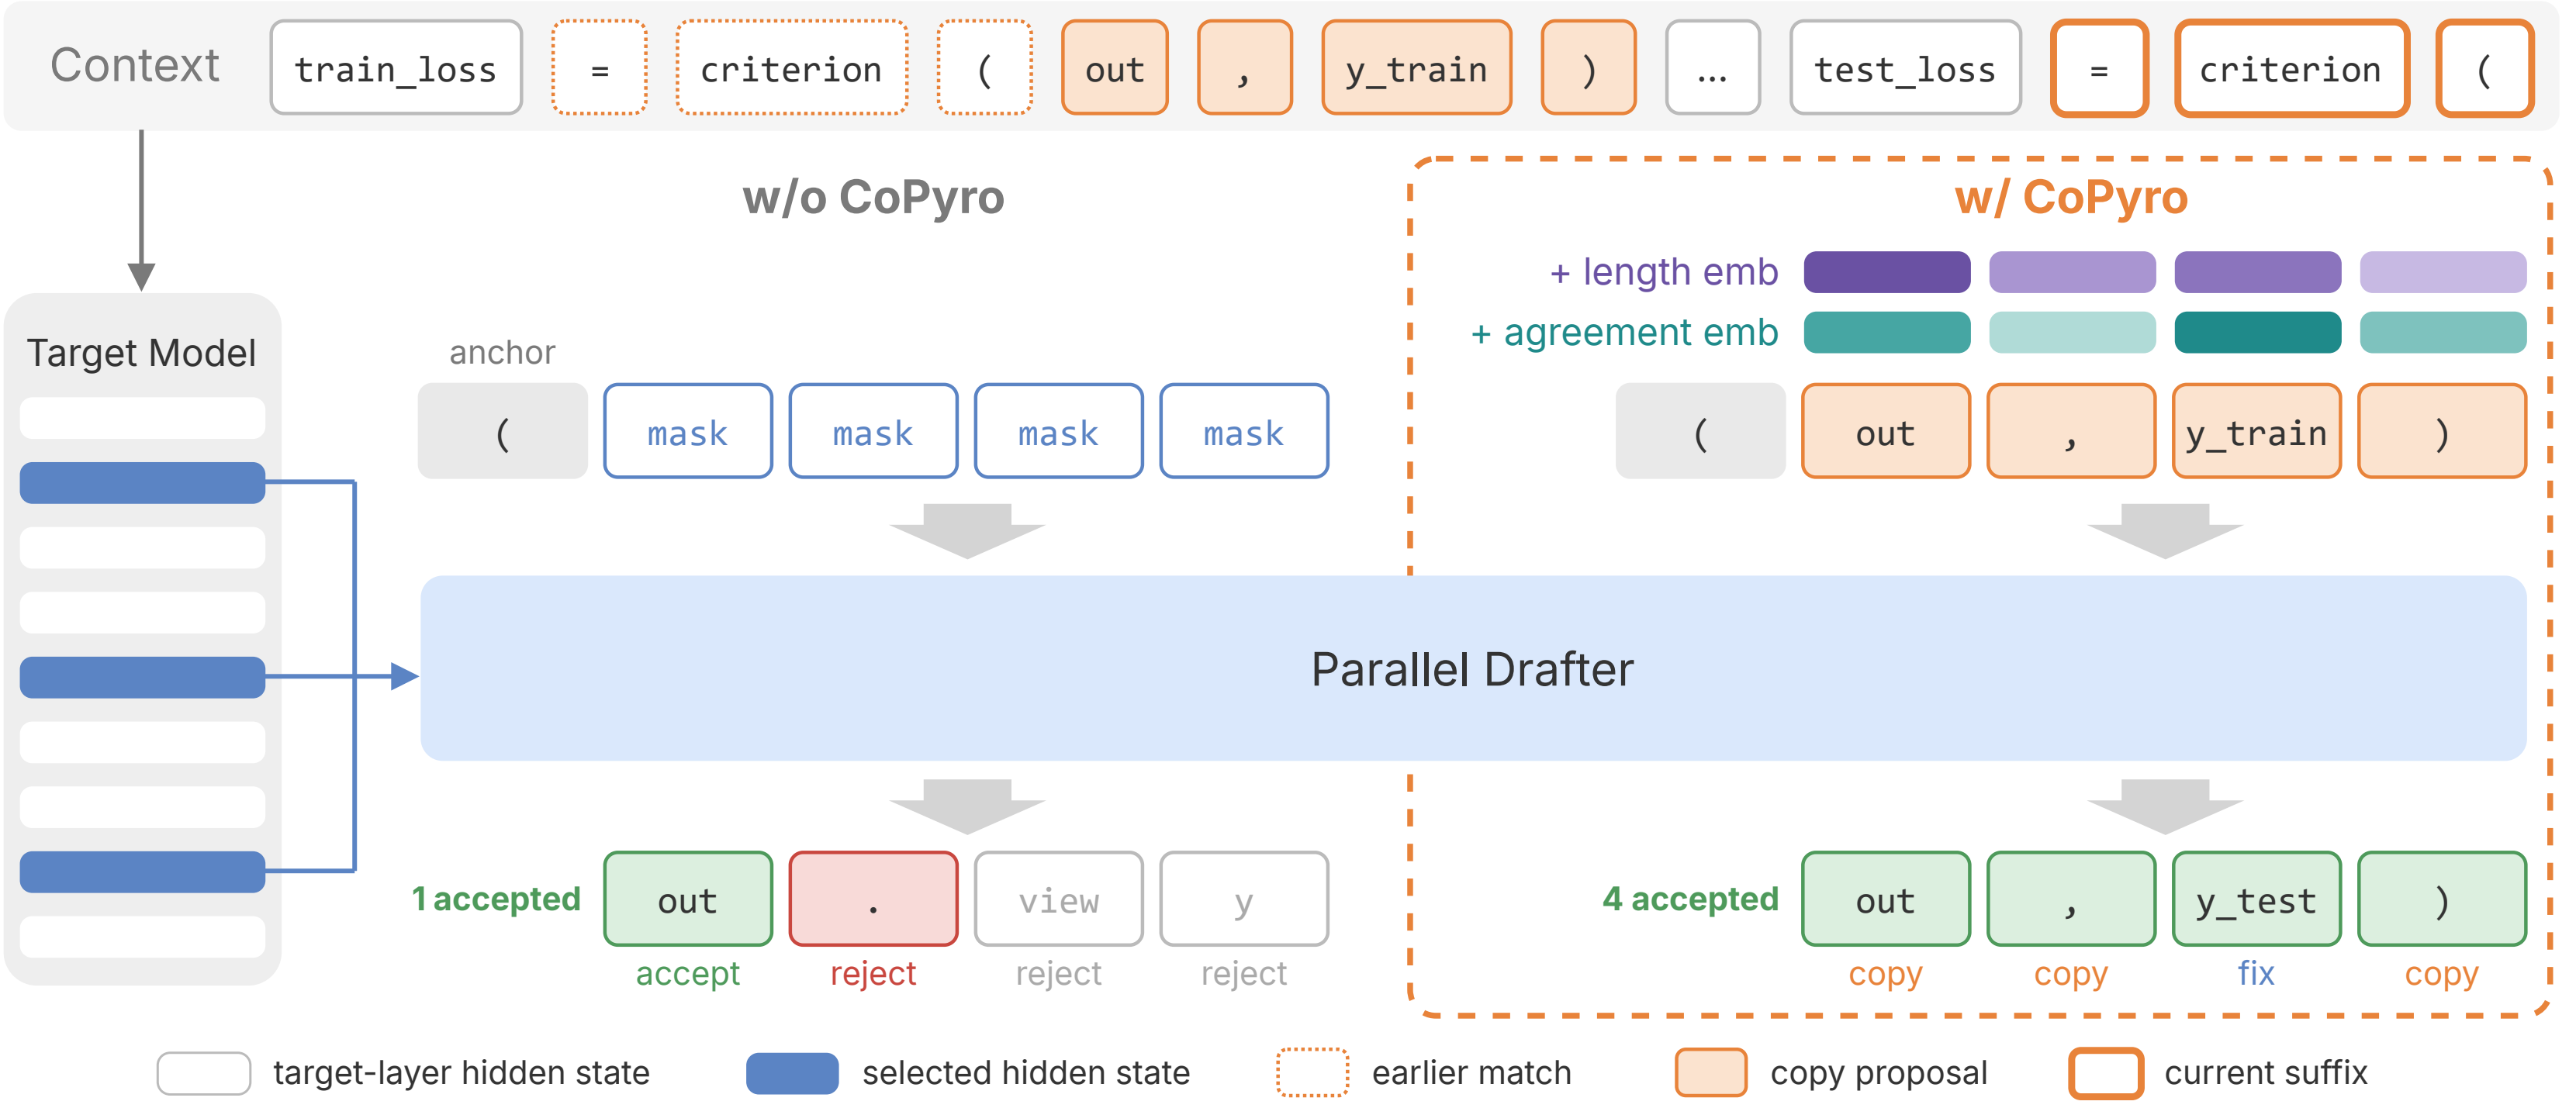 Context train_loss = criterion ( out , y_train ) ... test_loss = criterion (
w/o CoPyro
w/ CoPyro
+ length emb
+ agreement emb
Target Model
anchor
( mask mask mask mask
( out , y_train )
Parallel Drafter
1 accepted out . view y
accept reject reject reject
4 accepted out , y_test )
copy copy fix copy
target-layer hidden state selected hidden state earlier match copy proposal current suffix